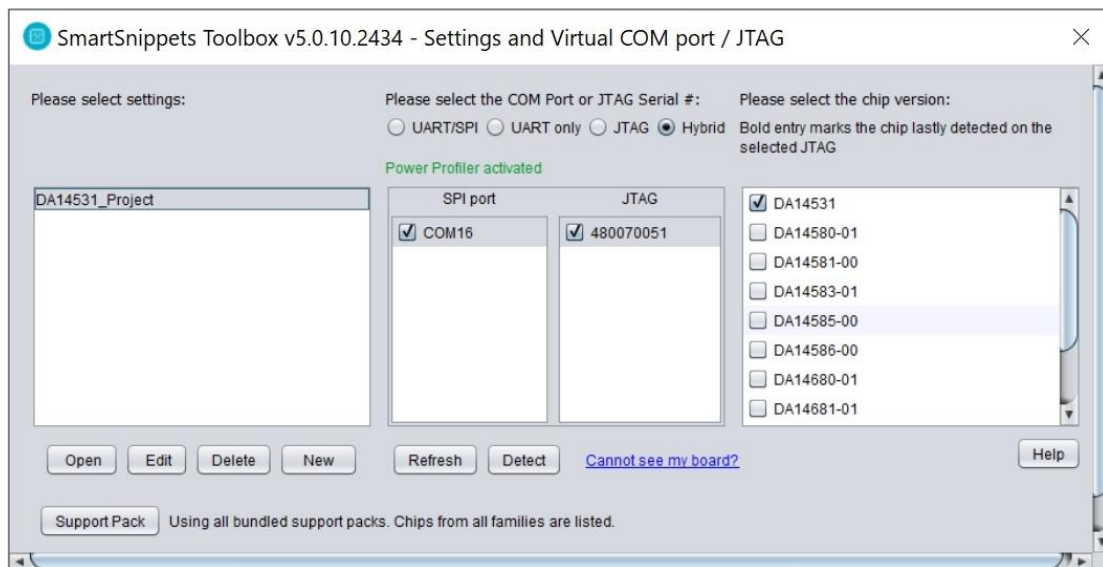 SmartSnippets Toolbox v5.0.10.2434 - Settings and Virtual COM port / JTAG
Please select settings:
DA14531_Project
Open Edit Delete New
Please select the COM Port or JTAG Serial #:
UART/SPI UART only JTAG Hybrid
Power Profiler activated
SPI port JTAG
COM16 480070051
Refresh Detect Cannot see my board?
Please select the chip version:
Bold entry marks the chip lastly detected on the
selected JTAG
DA14531
DA14580-01
DA14581-00
DA14583-01
DA14585-00
DA14586-00
DA14680-01
DA14681-01
Help
Support Pack Using all bundled support packs. Chips from all families are listed.